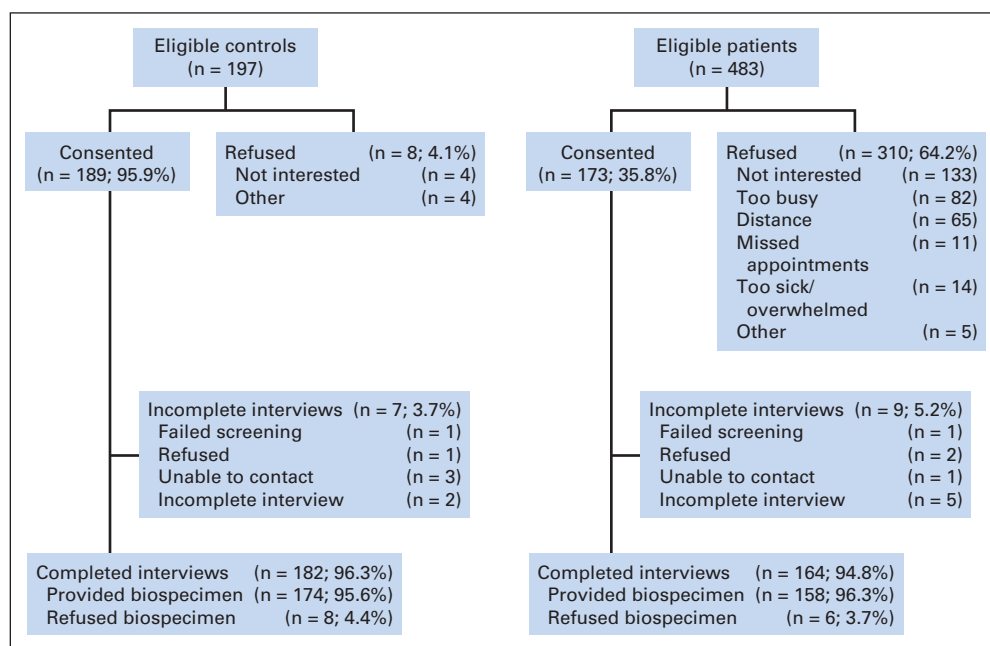 Eligible controls
(n = 197)
Eligible patients
(n = 483)
Consented
(n = 189; 95.9%)
Refused (n = 8; 4.1%)
Not interested (n = 4)
Other (n = 4)
Consented
(n = 173; 35.8%)
Refused (n = 310; 64.2%)
Not interested (n = 133)
Too busy (n = 82)
Distance (n = 65)
Missed (n = 11)
appointments
Too sick/ (n = 14)
overwhelmed
Other (n = 5)
Incomplete interviews (n = 7; 3.7%)
Failed screening (n = 1)
Refused (n = 1)
Unable to contact (n = 3)
Incomplete interview (n = 2)
Incomplete interviews (n = 9; 5.2%)
Failed screening (n = 1)
Refused (n = 2)
Unable to contact (n = 1)
Incomplete interview (n = 5)
Completed interviews (n = 182; 96.3%)
Provided biospecimen (n = 174; 95.6%)
Refused biospecimen (n = 8; 4.4%)
Completed interviews (n = 164; 94.8%)
Provided biospecimen (n = 158; 96.3%)
Refused biospecimen (n = 6; 3.7%)